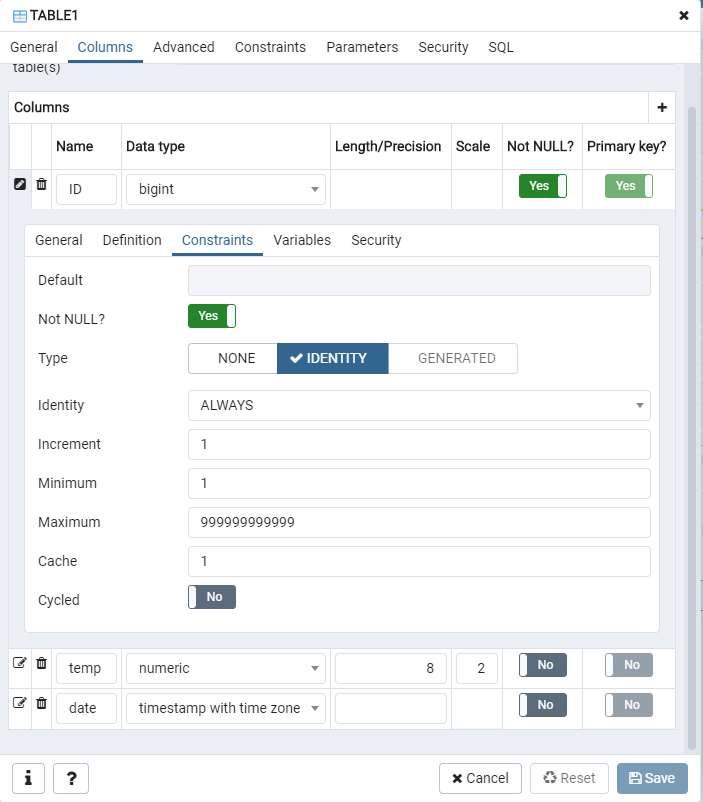 TABLE1
General Columns Advanced Constraints Parameters Security SQL
table(s)
Columns
Name Data type Length/Precision Scale Not NULL? Primary key?
ID bigint Yes Yes
General Definition Constraints Variables Security
Default
Not NULL? Yes
Type NONE IDENTITY GENERATED
Identity ALWAYS
Increment 1
Minimum 1
Maximum 999999999999
Cache 1
Cycled No
temp numeric 8 2 No No
date timestamp with time zone No No
i ? Cancel Reset Save